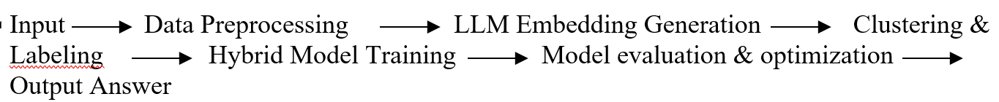 Input → Data Preprocessing → LLM Embedding Generation → Clustering &
Labeling → Hybrid Model Training → Model evaluation & optimization →
Output Answer